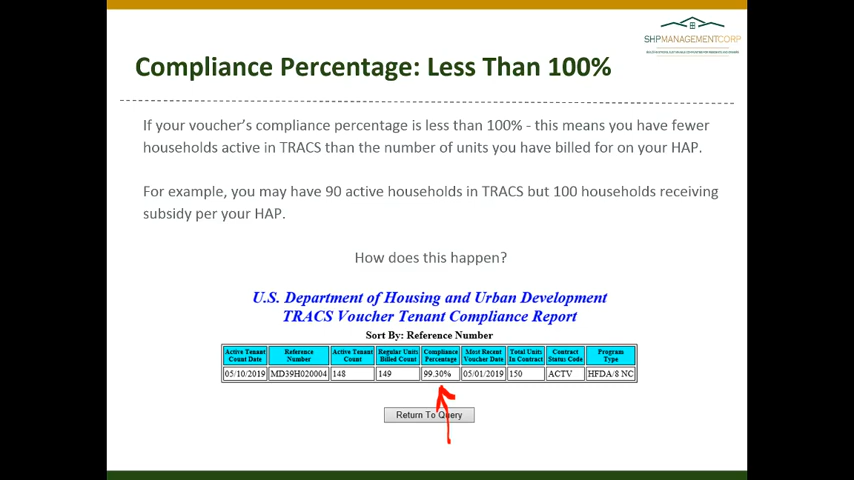 SHPMANAGEMENTCORP
Compliance Percentage: Less Than 100%
If your voucher's compliance percentage is less than 100% - this means you have fewer
households active in TRACS than the number of units you have billed for on your HAP.
For example, you may have 90 active households in TRACS but 100 households receiving
subsidy per your HAP.
How does this happen?
U.S. Department of Housing and Urban Development
TRACS Voucher Tenant Compliance Report
Sort By: Reference Number
Active Tenant Count Date Reference Number Active Tenant Count Regular Units Billed Count Compliance Percentage Most Recent Voucher Date Total Units In Contract Contract Status Code Program Type
05/10/2019 MD39H020004 148 149 99.30% 05/01/2019 150 ACTV HFDA/8 NC
Return To Query